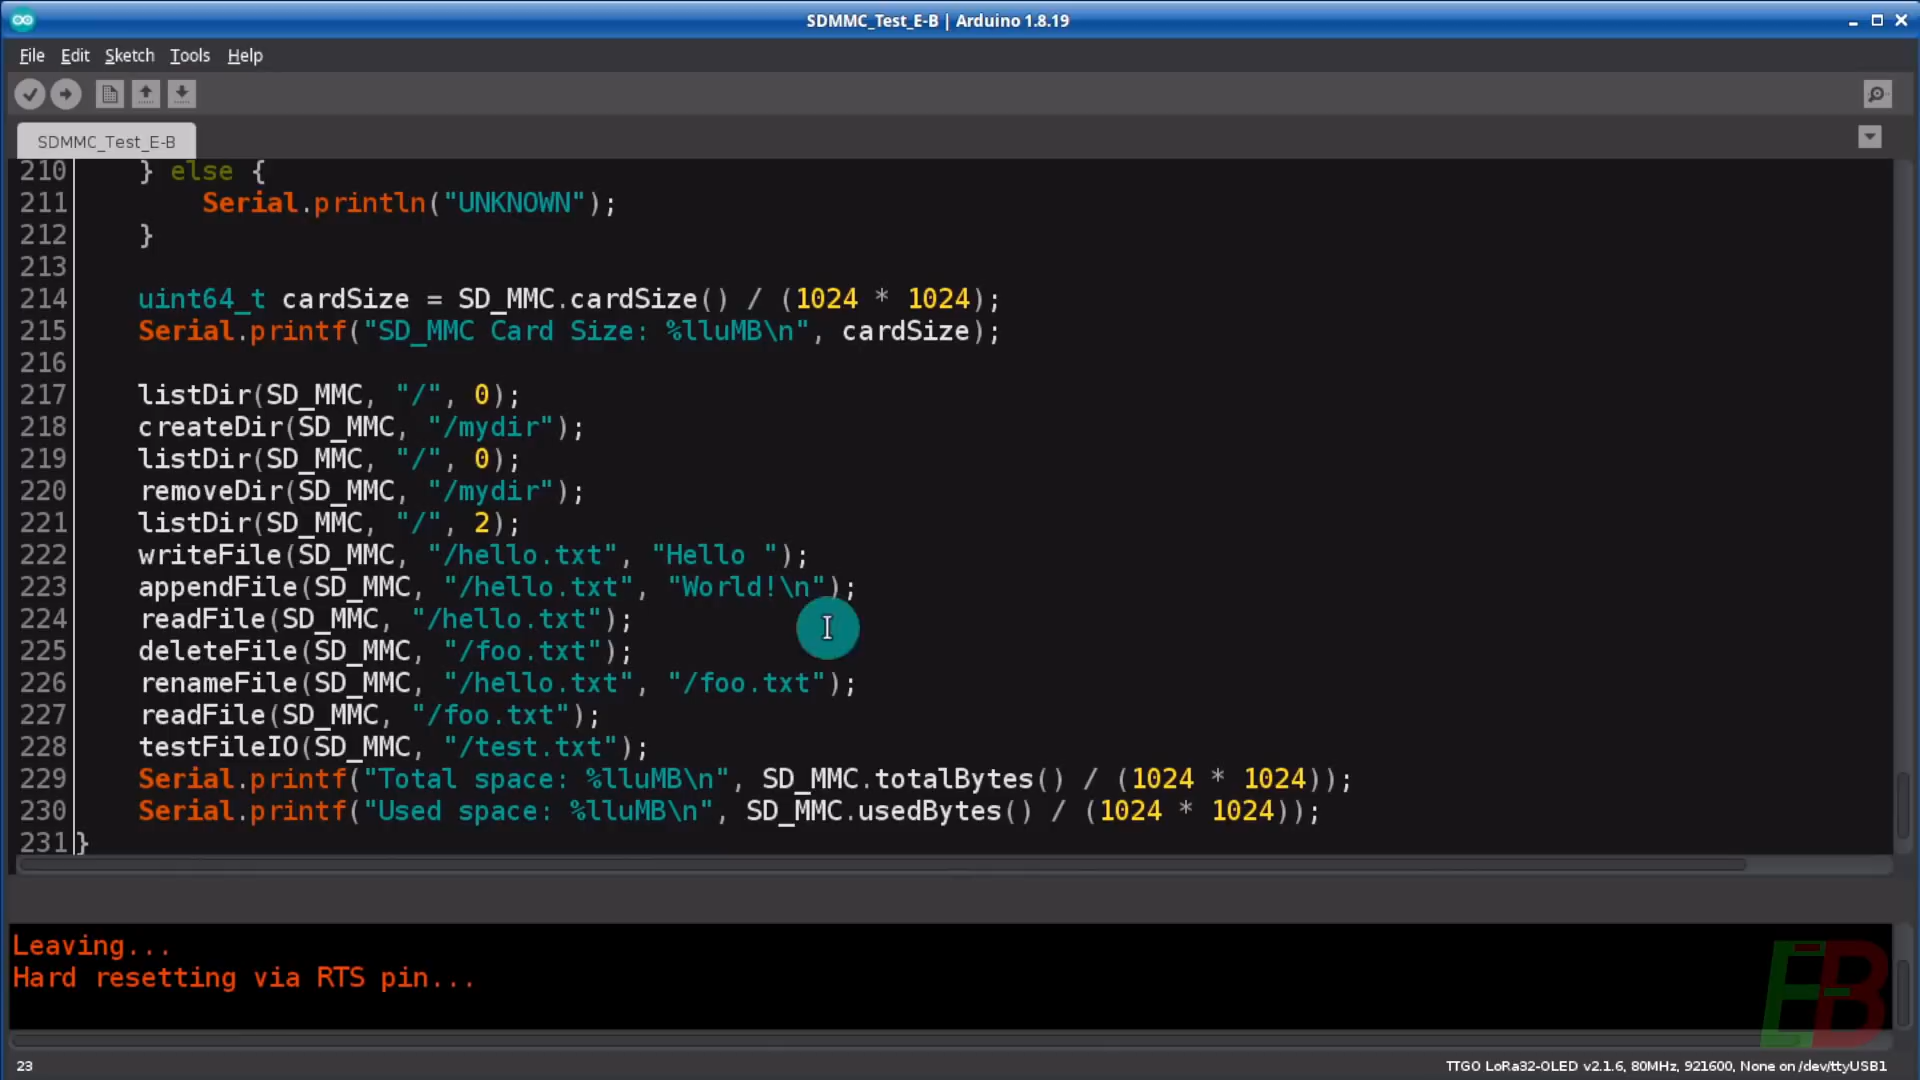 SDMMC_Test_E-B | Arduino 1.8.19
File Edit Sketch Tools Help
SDMMC_Test_E-B
210     } else {
211         Serial.println("UNKNOWN");
212     }
213
214     uint64_t cardSize = SD_MMC.cardSize() / (1024 * 1024);
215     Serial.printf("SD_MMC Card Size: %lluMB\n", cardSize);
216
217     listDir(SD_MMC, "/", 0);
218     createDir(SD_MMC, "/mydir");
219     listDir(SD_MMC, "/", 0);
220     removeDir(SD_MMC, "/mydir");
221     listDir(SD_MMC, "/", 2);
222     writeFile(SD_MMC, "/hello.txt", "Hello ");
223     appendFile(SD_MMC, "/hello.txt", "World!\n");
224     readFile(SD_MMC, "/hello.txt");
225     deleteFile(SD_MMC, "/foo.txt");
226     renameFile(SD_MMC, "/hello.txt", "/foo.txt");
227     readFile(SD_MMC, "/foo.txt");
228     testFileIO(SD_MMC, "/test.txt");
229     Serial.printf("Total space: %lluMB\n", SD_MMC.totalBytes() / (1024 * 1024));
230     Serial.printf("Used space: %lluMB\n", SD_MMC.usedBytes() / (1024 * 1024));
231 }
Leaving...
Hard resetting via RTS pin...
E-B
23
TTGO LoRa32-OLED v2.1.6, 80MHz, 921600, None on /dev/ttyUSB1